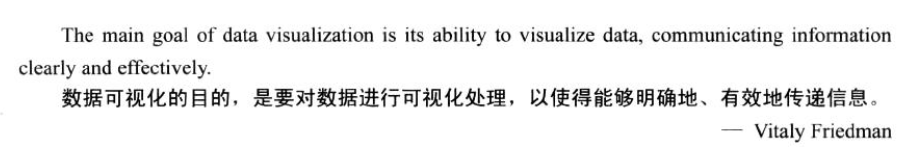 The main goal of data visualization is its ability to visualize data, communicating information
clearly and effectively.
数据可视化的目的，是要对数据进行可视化处理，以使得能够明确地、有效地传递信息。
— Vitaly Friedman